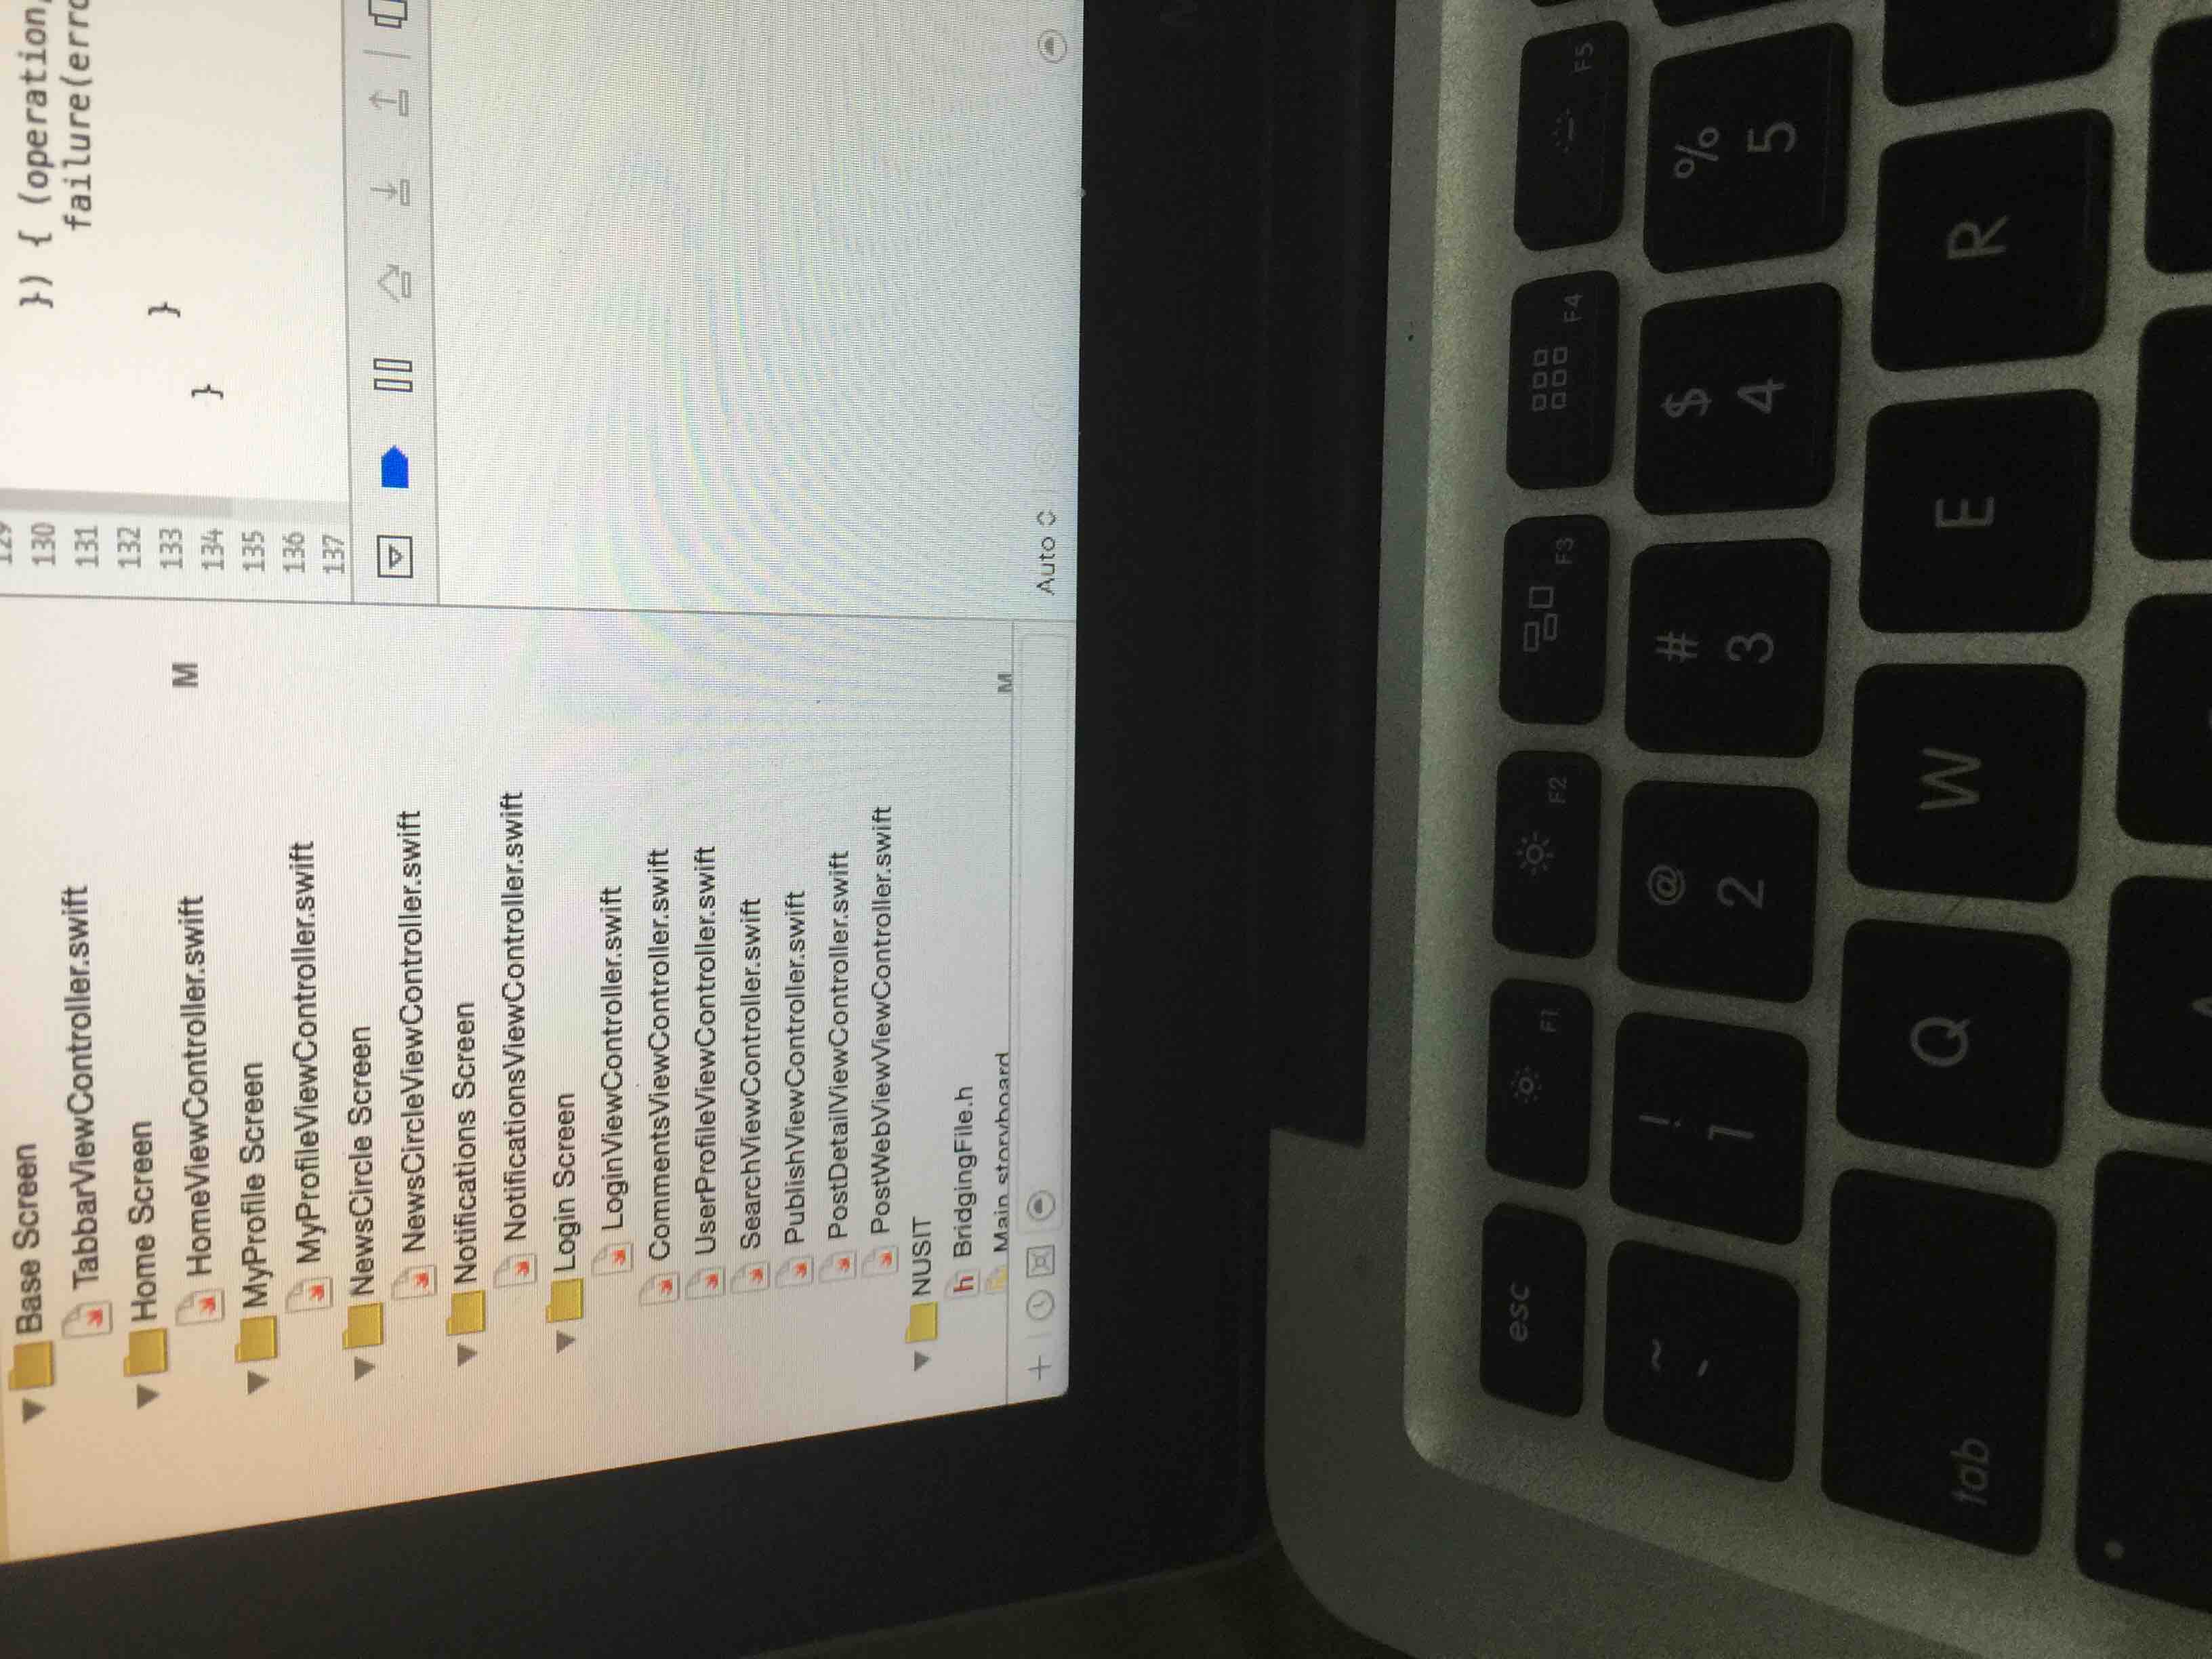 Base Screen
TabbarViewController.swift
Home Screen
HomeViewController.swift M
MyProfile Screen
MyProfileViewController.swift
NewsCircle Screen
NewsCircleViewController.swift
Notifications Screen
NotificationsViewController.swift
Login Screen
LoginViewController.swift
CommentsViewController.swift
UserProfileViewController.swift
SearchViewController.swift
PublishViewController.swift
PostDetailViewController.swift
PostWebViewViewController.swift
NUSIT
h BridgingFile.h
Main.storyboard M
129
130 }) { (operation,
131 failure(erro
132
133 }
134 }
135
136
137
Auto
esc F1 F2 F3 F4 F5
~ ! @ # $ %
` 1 2 3 4 5
tab Q W E R
A